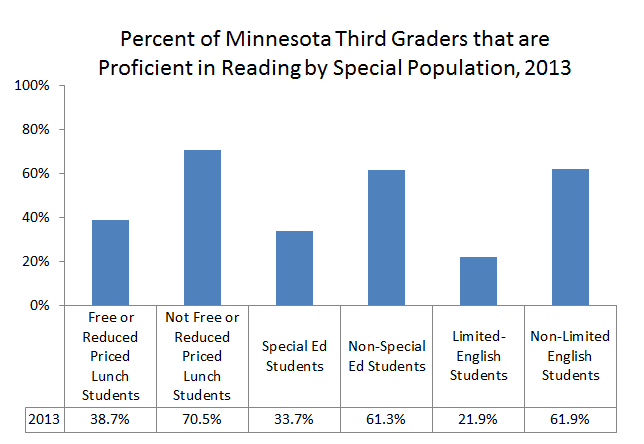 Percent of Minnesota Third Graders that are
Proficient in Reading by Special Population, 2013
100%
80%
60%
40%
20%
0%
Free or
Reduced
Priced
Lunch
Students
Not Free or
Reduced
Priced
Lunch
Students
Special Ed
Students
Non-Special
Ed Students
Limited-
English
Students
Non-Limited
English
Students
2013 38.7% 70.5% 33.7% 61.3% 21.9% 61.9%